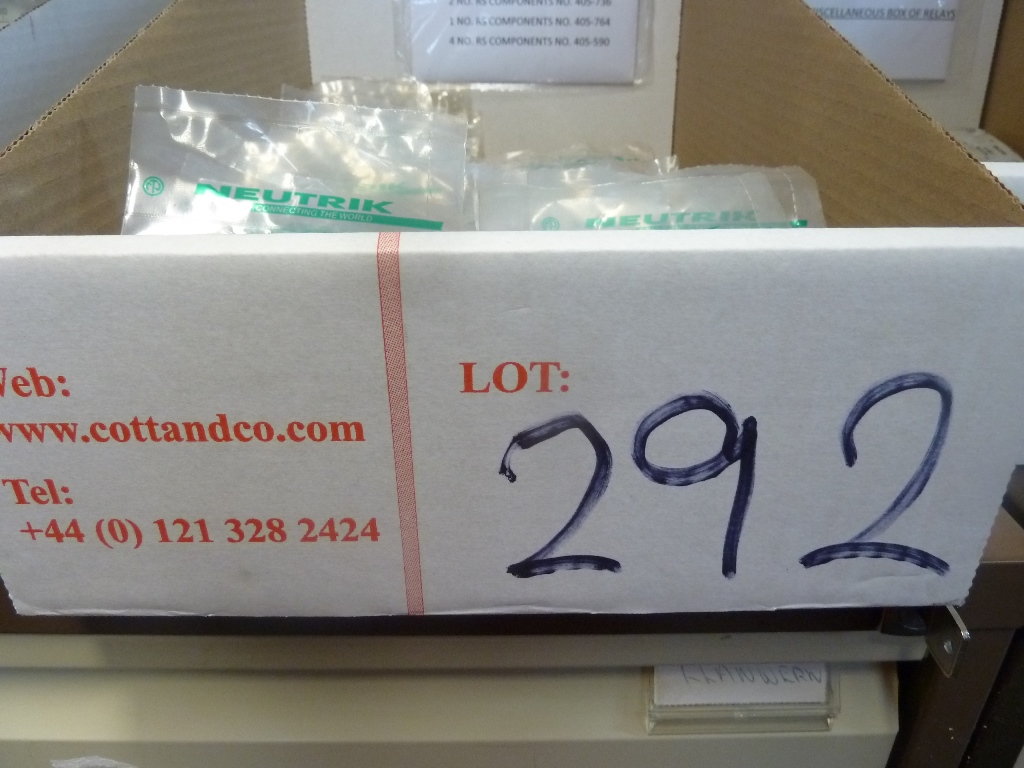 2 NO. RS COMPONENTS NO. 405-736
1 NO. RS COMPONENTS NO. 405-764
4 NO. RS COMPONENTS NO. 405-590
MISCELLANEOUS BOX OF RELAYS
NEUTRIK
CONNECTING THE WORLD
NEUTRIK
Web:
www.cottandco.com
Tel:
+44 (0) 121 328 2424
LOT:
292